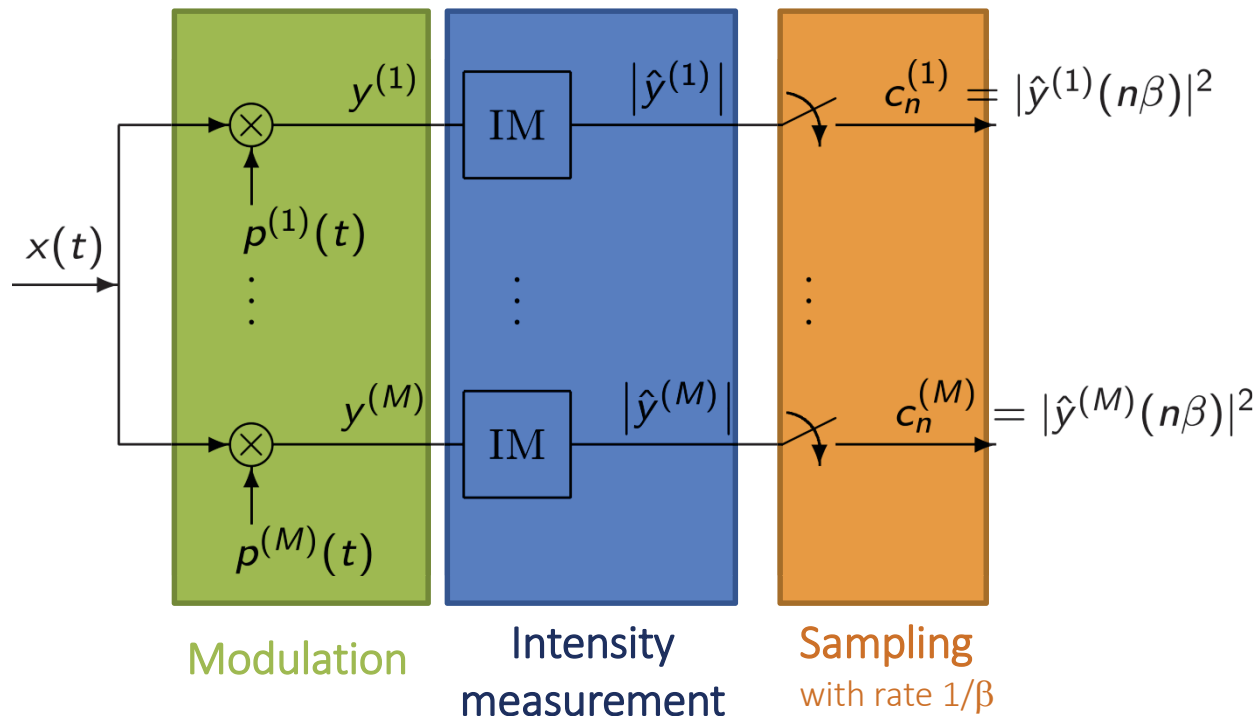 x(t)
y^{(1)}
p^{(1)}(t)
⋮
y^{(M)}
p^{(M)}(t)
Modulation
IM
|ŷ^{(1)}|
⋮
IM
|ŷ^{(M)}|
Intensity
measurement
c_n^{(1)} = |ŷ^{(1)}(nβ)|^2
⋮
c_n^{(M)} = |ŷ^{(M)}(nβ)|^2
Sampling
with rate 1/β